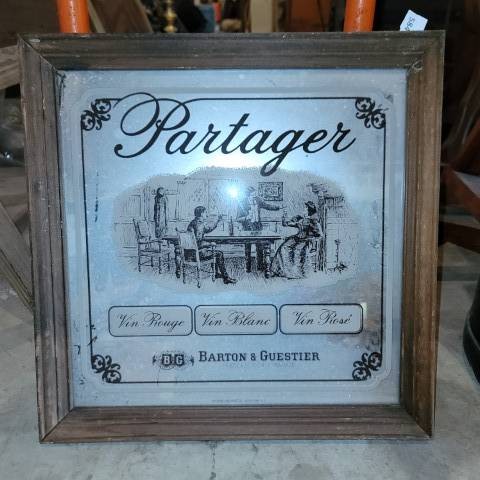 Partager
Vin Rouge Vin Blanc Vin Rosé
B&G BARTON & GUESTIER